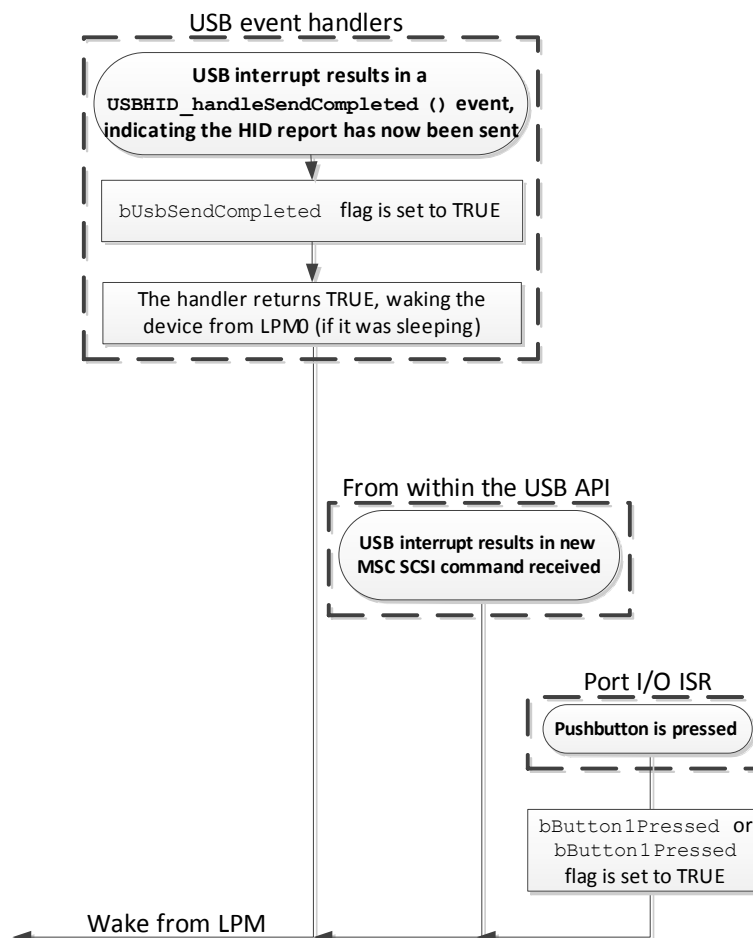 USB event handlers
USB interrupt results in a
USBHID_handleSendCompleted () event,
indicating the HID report has now been sent
bUsbSendCompleted flag is set to TRUE
The handler returns TRUE, waking the
device from LPM0 (if it was sleeping)
From within the USB API
USB interrupt results in new
MSC SCSI command received
Port I/O ISR
Pushbutton is pressed
bButton1Pressed or
bButton1Pressed
flag is set to TRUE
Wake from LPM